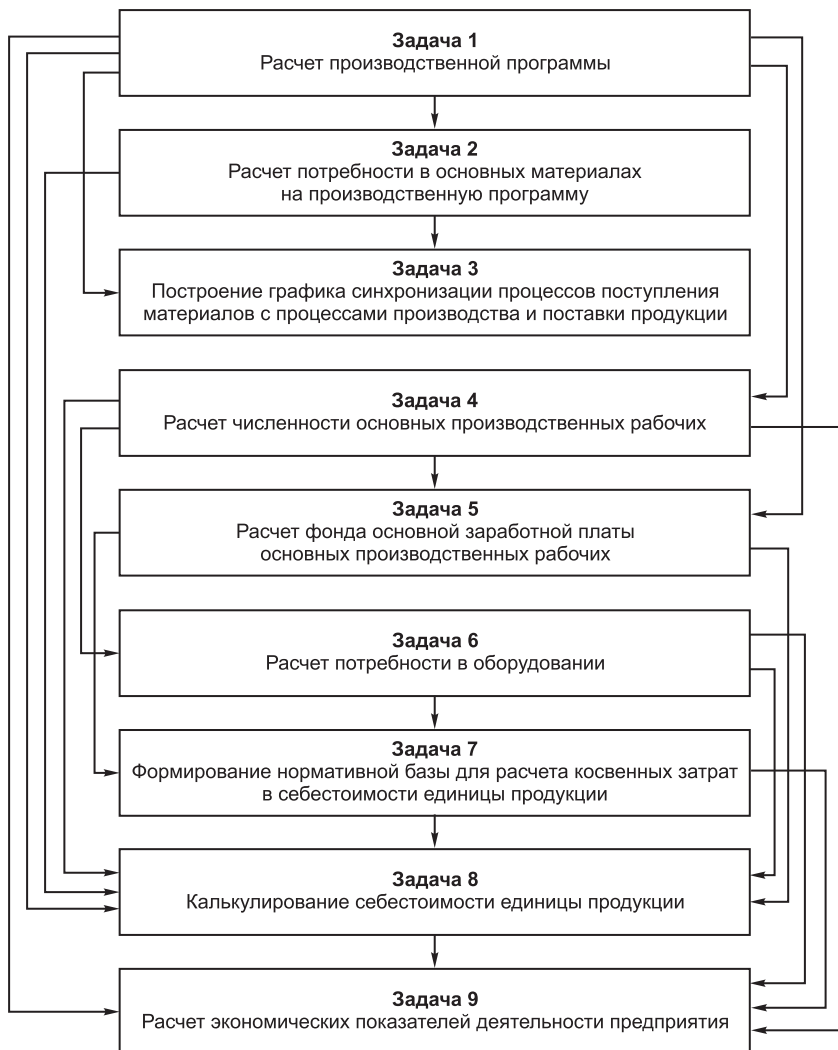 Задача 1
Расчет производственной программы
Задача 2
Расчет потребности в основных материалах
на производственную программу
Задача 3
Построение графика синхронизации процессов поступления
материалов с процессами производства и поставки продукции
Задача 4
Расчет численности основных производственных рабочих
Задача 5
Расчет фонда основной заработной платы
основных производственных рабочих
Задача 6
Расчет потребности в оборудовании
Задача 7
Формирование нормативной базы для расчета косвенных затрат
в себестоимости единицы продукции
Задача 8
Калькулирование себестоимости единицы продукции
Задача 9
Расчет экономических показателей деятельности предприятия